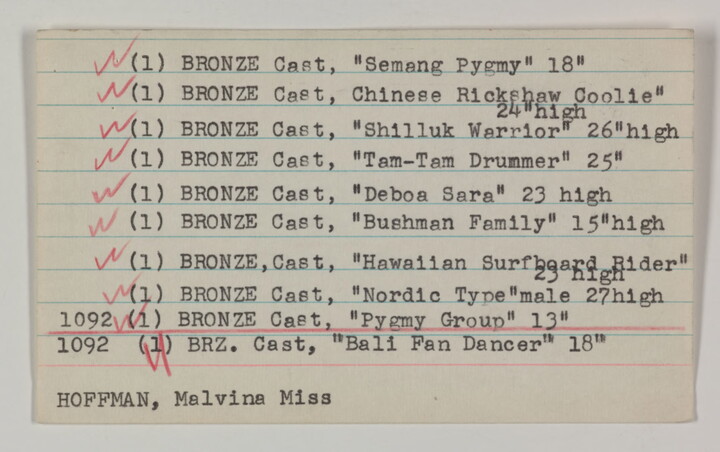 (1) BRONZE Cast, "Semang Pygmy" 18"
(1) BRONZE Cast, Chinese Rickshaw Coolie"
24"high
(1) BRONZE Cast, "Shilluk Warrior" 26"high
(1) BRONZE Cast, "Tam-Tam Drummer" 25"
(1) BRONZE Cast, "Deboa Sara" 23 high
(1) BRONZE Cast, "Bushman Family" 15"high
(1) BRONZE,Cast, "Hawaiian Surfboard Rider"
23 high
(1) BRONZE Cast, "Nordic Type"male 27high
1092 (1) BRONZE Cast, "Pygmy Group" 13"
1092 (1) BRZ. Cast, "Bali Fan Dancer" 18"
HOFFMAN, Malvina Miss